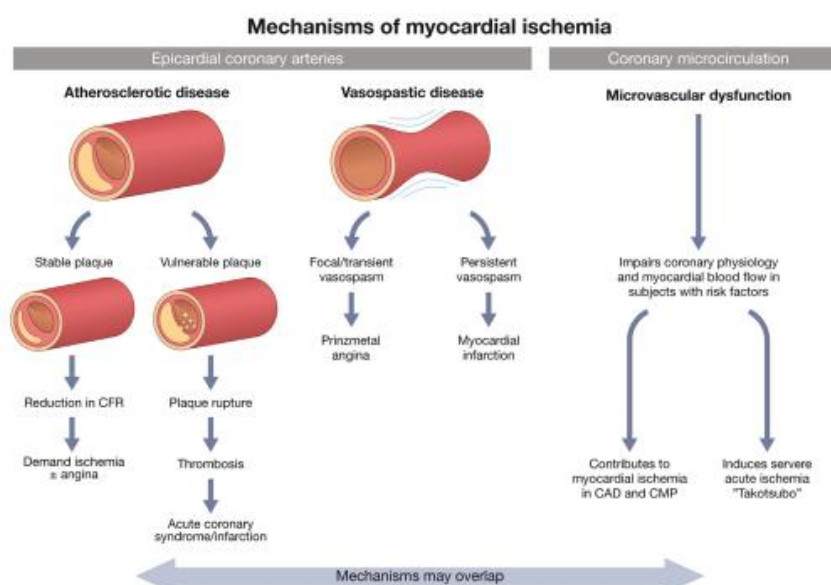 Mechanisms of myocardial ischemia
Epicardial coronary arteries
Coronary microcirculation
Atherosclerotic disease
Vasospastic disease
Microvascular dysfunction
Stable plaque
Vulnerable plaque
Focal/transient
vasospasm
Persistent
vasospasm
Impairs coronary physiology
and myocardial blood flow in
subjects with risk factors
Prinzmetal
angina
Myocardial
infarction
Reduction in CFR
Plaque rupture
Demand ischemia
± angina
Thrombosis
Contributes to
myocardial ischemia
in CAD and CMP
Induces servere
acute ischemia
"Takotsubo"
Acute coronary
syndrome/infarction
Mechanisms may overlap